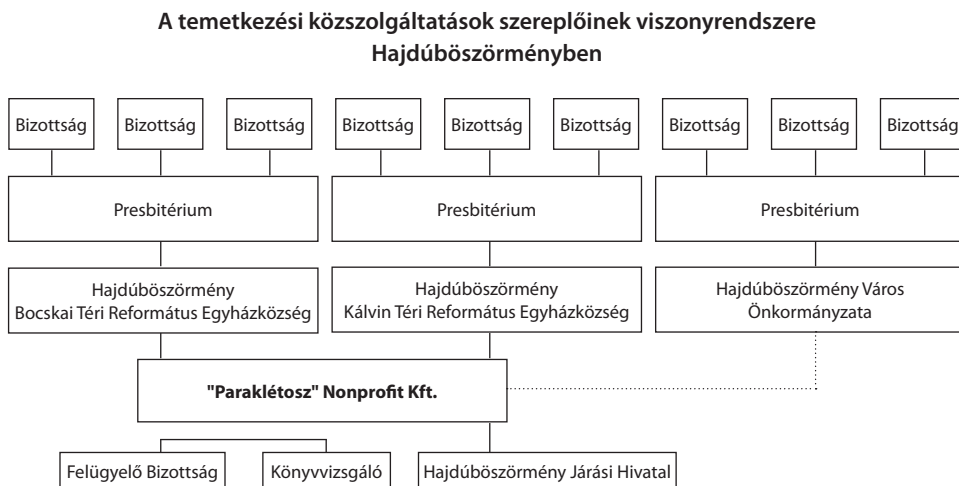 A temetkezési közszolgáltatások szereplőinek viszonyrendszere
Hajdúböszörményben
Bizottság Bizottság Bizottság Bizottság Bizottság Bizottság Bizottság Bizottság Bizottság
Presbitérium Presbitérium Presbitérium
Hajdúböszörmény
Bocskai Téri Református Egyházközség
Hajdúböszörmény
Kálvin Téri Református Egyházközség
Hajdúböszörmény Város
Önkormányzata
"Paraklétosz" Nonprofit Kft.
Felügyelő Bizottság Könyvvizsgáló Hajdúböszörmény Járási Hivatal